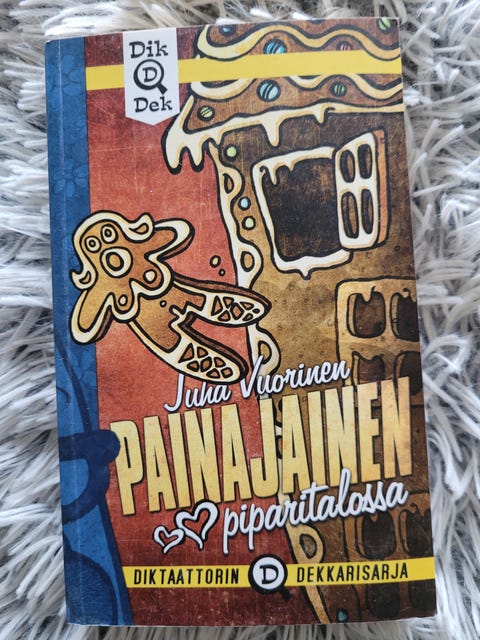 Dik
D
Dek
Juha Vuorinen
PAINAJAINEN
piparitalossa
DIKTAATTORIN D DEKKARISARJA